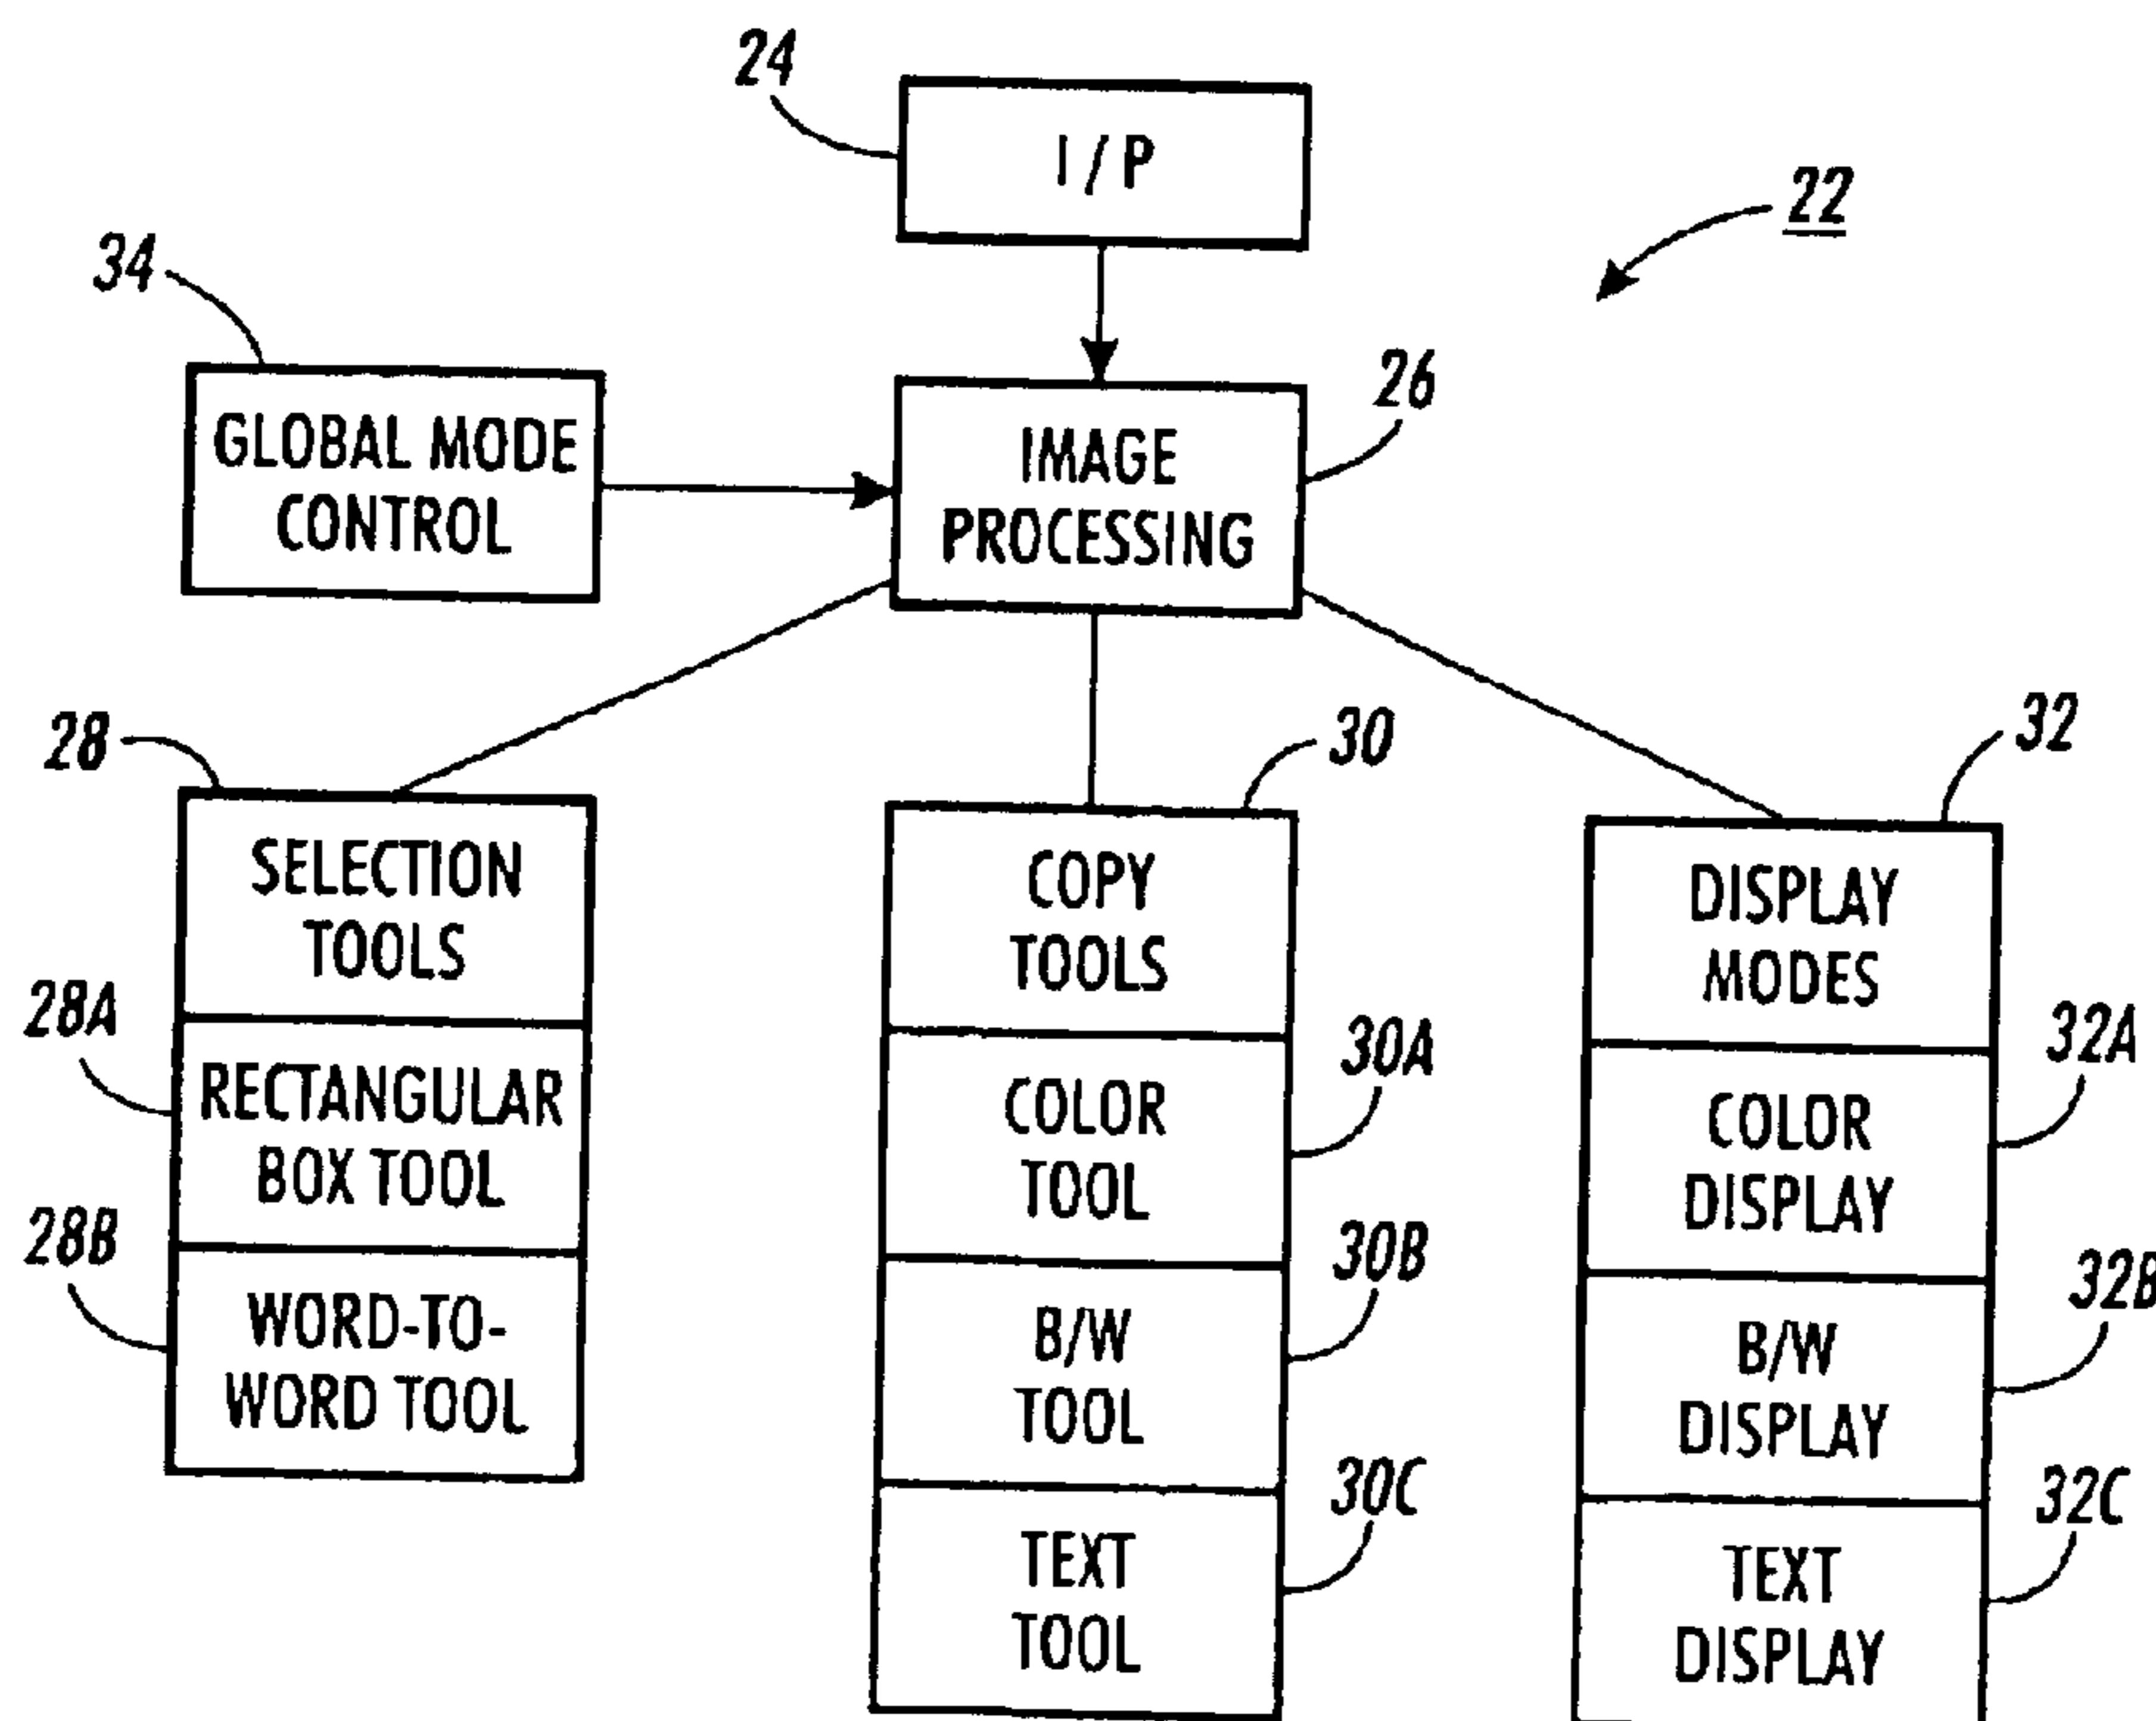 24
I / P
22
34
GLOBAL MODE
CONTROL
26
IMAGE
PROCESSING
28
SELECTION
TOOLS
28A
RECTANGULAR
BOX TOOL
28B
WORD-TO-
WORD TOOL
30
COPY
TOOLS
30A
COLOR
TOOL
30B
B/W
TOOL
30C
TEXT
TOOL
32
DISPLAY
MODES
32A
COLOR
DISPLAY
32B
B/W
DISPLAY
32C
TEXT
DISPLAY